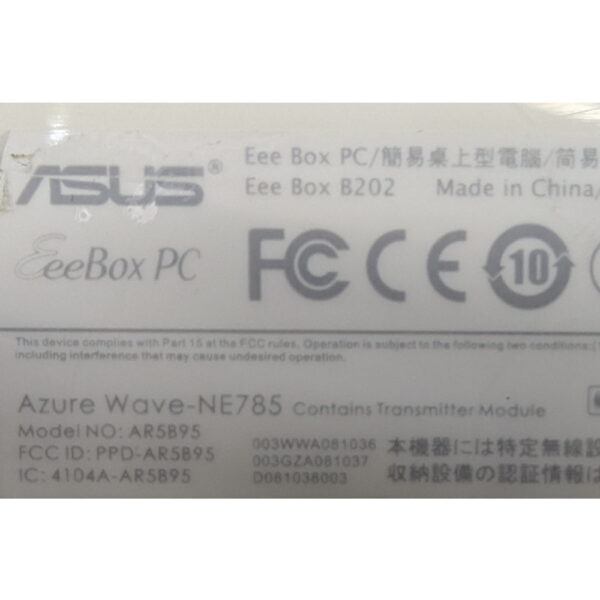 ASUS®
Eee Box PC/簡易桌上型電腦/简易
Eee Box B202 Made in China/
EeeBox PC
FC CE 10
This device complies with Part 15 of the FCC rules. Operation is subject to the following two conditions:(1
including interference that may cause undesired operation.
Azure Wave-NE785 Contains Transmitter Module
Model NO: AR5B95
FCC ID: PPD-AR5B95
IC: 4104A-AR5B95
003WWA081036
003GZA081037
D081038003
本機器には特定無線設
収納設備の認証情報は